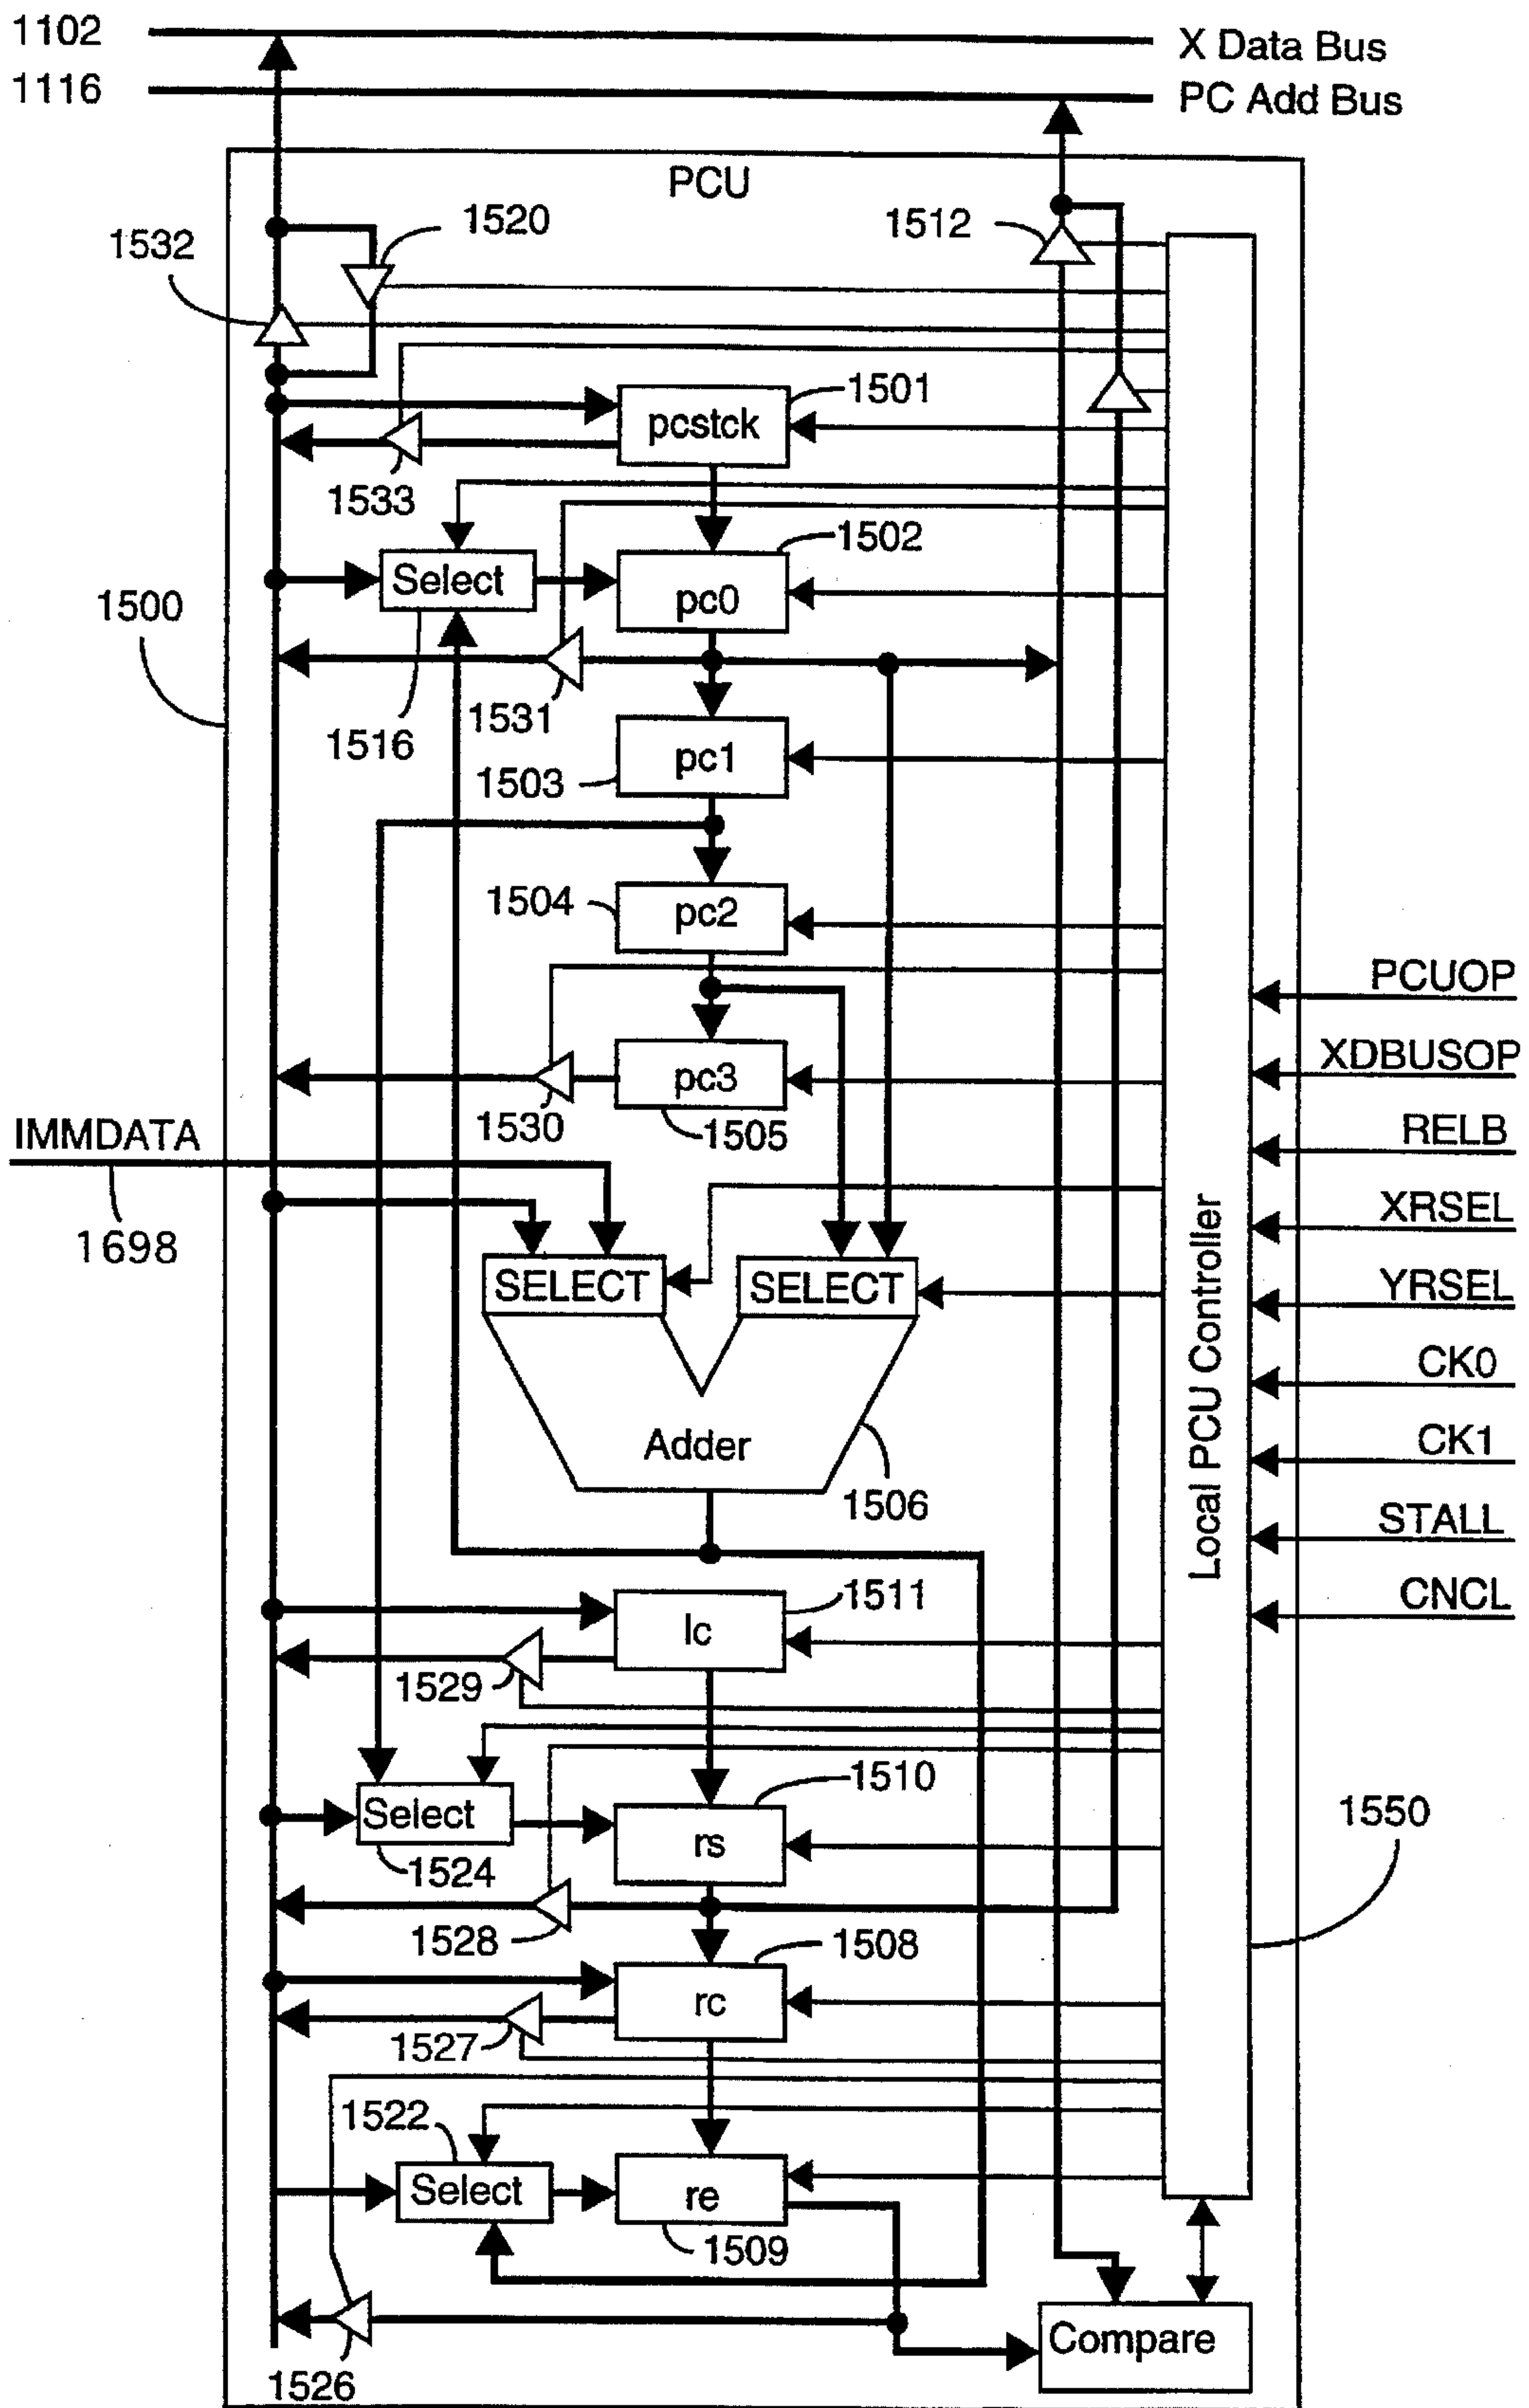 1102
X Data Bus
1116
PC Add Bus
PCU
1520
1512
1532
1501
pcstck
1533
1502
Select
pc0
1500
1531
1516
pc1
1503
1504
pc2
PCUOP
XDBUSOP
pc3
1530
1505
IMMDATA
RELB
1698
XRSEL
SELECT
SELECT
YRSEL
Local PCU Controller
CK0
Adder
CK1
1506
STALL
1511
CNCL
lc
1529
1510
Select
rs
1550
1524
1528
1508
rc
1527
1522
Select
re
1509
Compare
1526